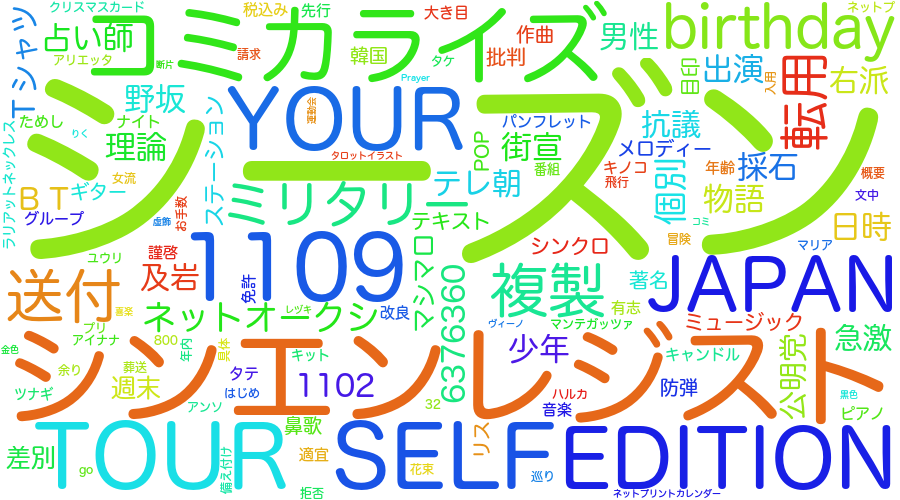 クリスマスカード
税込み
先行
大き目
birthday
ネットプ
コミカライズ
占い師
アリエッタ
断片
請求
韓国
タケ
作曲
批判
男性
Tシャツ
シーズン
野坂
YOUR
運動会
Prayer
目印
出演
入用
転用
右派
ためし
ナイト
りく
理論
タロットイラスト
パンフレット
抗議
メロディー
POP
街宣
番組
キノコ
飛行
年齢
採石
概要
ラリアットネックレス
BT
ギター
女流
ステーション
お手数
ミリタリー
テレ朝
個別
物語
文中
グループ
虚飾
テキスト
コミ
冒険
日時
マリア
ユウリ
謹啓
1109
マシマロ
シンクロ
送付
及岩
免許
6376360
複製
著名
JAPAN
喜楽
ネットオークシ
レヅキ
改良
有志
ヴィーノ
マンテガッツァ
ミュージック
プリ
アイナナ
800
年内
具体
金色
シンエンレジスト
キット
少年
キャンドル
公明党
急激
余り
葬送
ツナギ
週末
タテ
はじめ
1102
ハルカ
防弾
黒色
アンソ
32
音楽
ピアノ
TOUR
鼻歌
SELF
リス
EDITION
差別
go
備え付け
適宜
花束
巡り
拒否
ネットプリントカレンダー